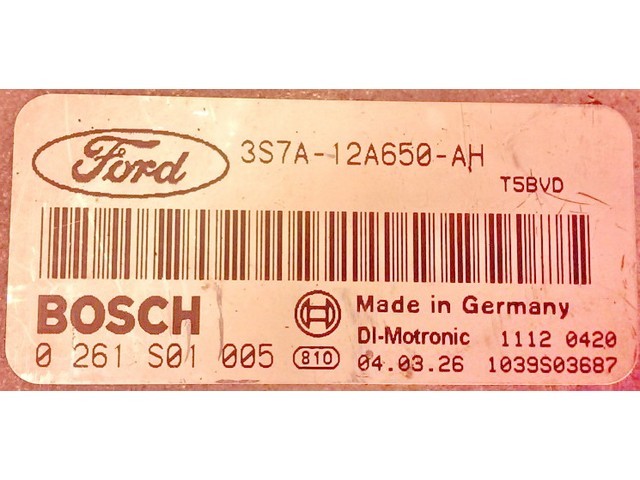 Ford
3S7A-12A650-AH
T5BVD
BOSCH
Made in Germany
DI-Motronic 1112 0420
0 261 S01 005 810 04.03.26 1039S03687